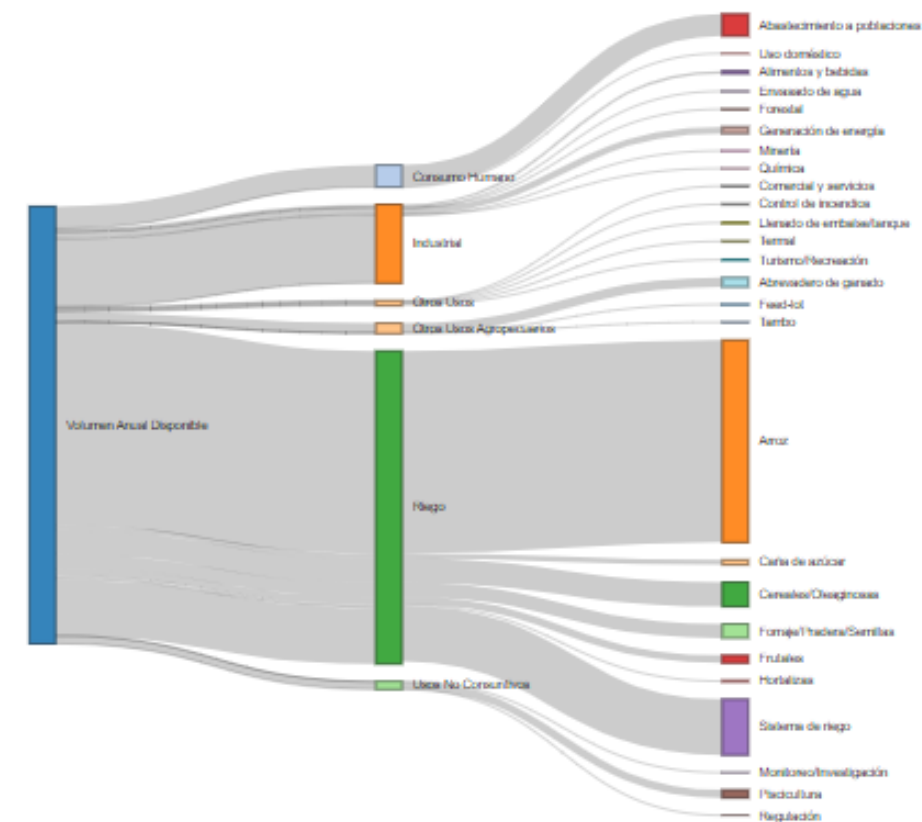 Volumen Anual Disponible
Consumo Humano
Industrial
Otros Usos
Otros Usos Agropecuarios
Riego
Usos No Consuntivos
Abastecimiento a poblaciones
Uso doméstico
Alimentos y bebidas
Envasado de agua
Forestal
Generación de energía
Minería
Química
Comercial y servicios
Control de incendios
Llenado de embalse/tanque
Termal
Turismo/Recreación
Abrevadero de ganado
Feed-lot
Tambo
Arroz
Caña de azúcar
Cereales/Oleaginosas
Forraje/Pradera/Semillas
Frutales
Hortalizas
Sistema de riego
Monitoreo/Investigación
Piscicultura
Regulación